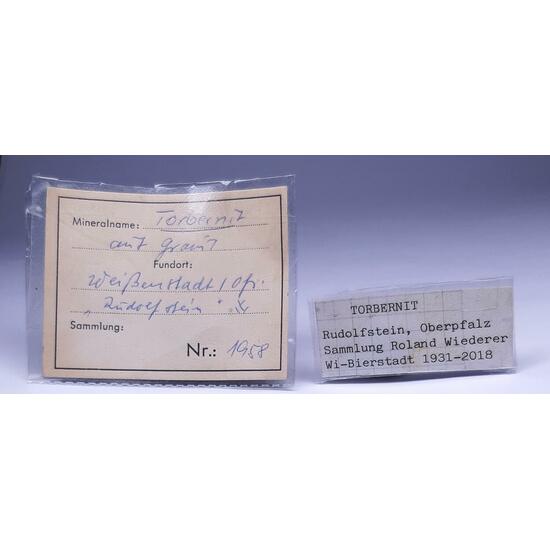 Mineralname: Torbernit
auf Granit
Fundort:
Weißenstadt / Ofr.
"Rudolfstein"
Sammlung:
Nr.: 1958
TORBERNIT
Rudolfstein, Oberpfalz
Sammlung Roland Wiederer
Wi-Bierstadt 1931-2018